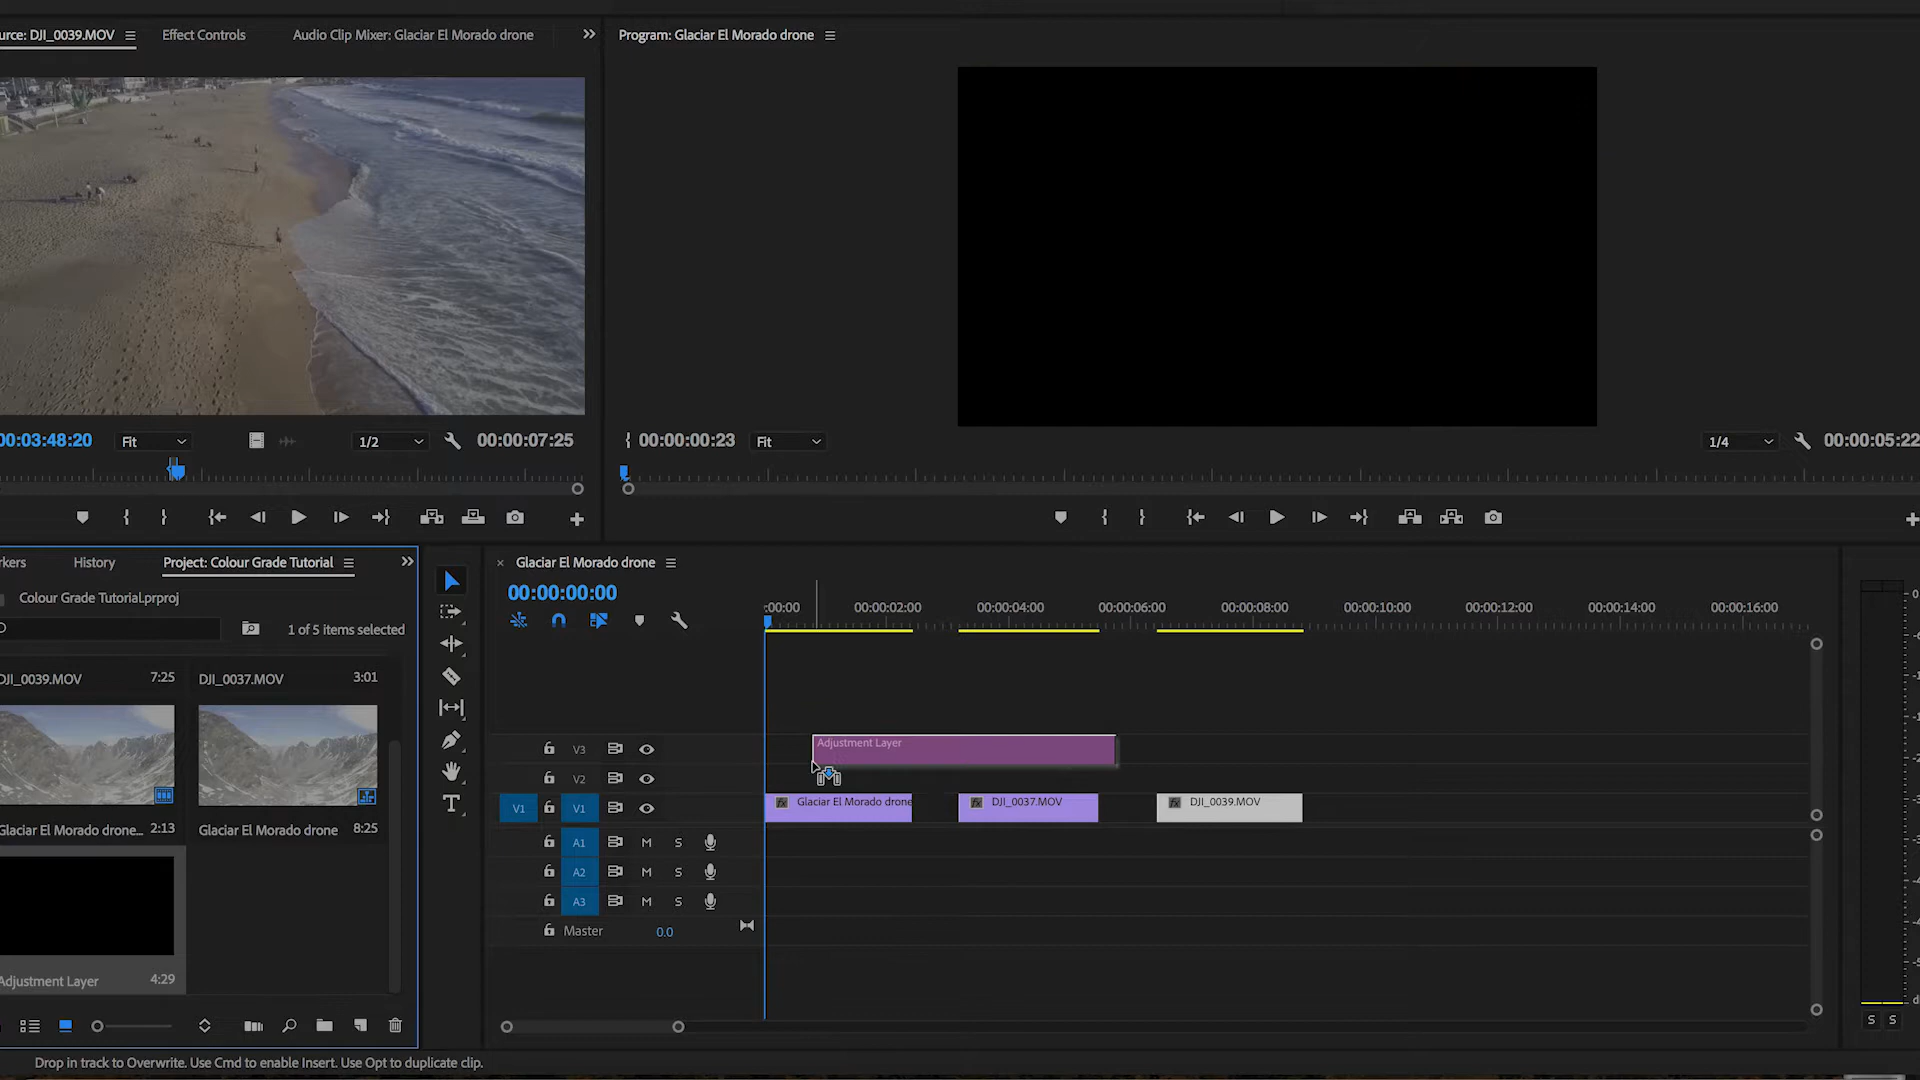 urce: DJI_0039.MOV
Effect Controls
Audio Clip Mixer: Glaciar El Morado drone
Program: Glaciar El Morado drone
00:03:48:20
Fit
1/2
00:00:07:25
00:00:00:23
Fit
1/4
00:00:05:22
rkers
History
Project: Colour Grade Tutorial
Colour Grade Tutorial.prproj
1 of 5 items selected
DJI_0039.MOV
7:25
DJI_0037.MOV
3:01
Glaciar El Morado drone...
2:13
Glaciar El Morado drone
8:25
Adjustment Layer
4:29
Glaciar El Morado drone
00:00:00:00
:00:00
00:00:02:00
00:00:04:00
00:00:06:00
00:00:08:00
00:00:10:00
00:00:12:00
00:00:14:00
00:00:16:00
V3
Adjustment Layer
V2
V1
V1
Glaciar El Morado drone
DJI_0037.MOV
DJI_0039.MOV
A1
M
S
A2
M
S
A3
M
S
Master
0.0
S
S
Drop in track to Overwrite. Use Cmd to enable Insert. Use Opt to duplicate clip.